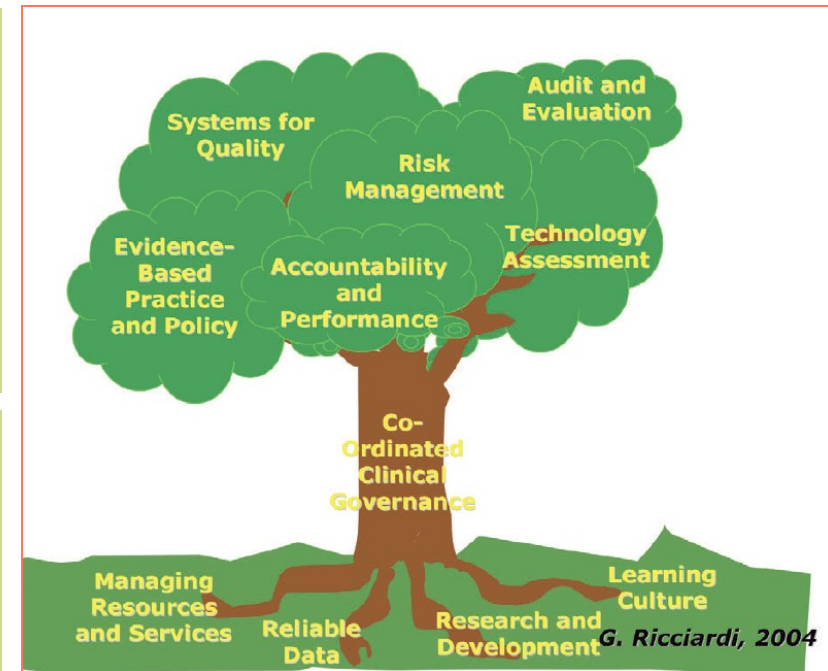 Systems for
Quality
Audit and
Evaluation
Risk
Management
Evidence-
Based
Practice
and Policy
Accountability
and
Performance
Technology
Assessment
Co-
Ordinated
Clinical
Governance
Managing
Resources
and Services
Reliable
Data
Research and
Development
Learning
Culture
G. Ricciardi, 2004